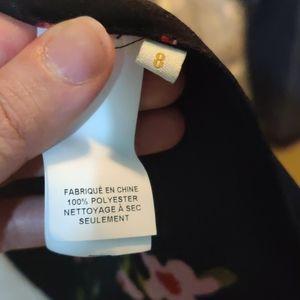 8
FABRIQUÉ EN CHINE
100% POLYESTER
NETTOYAGE À SEC
SEULEMENT